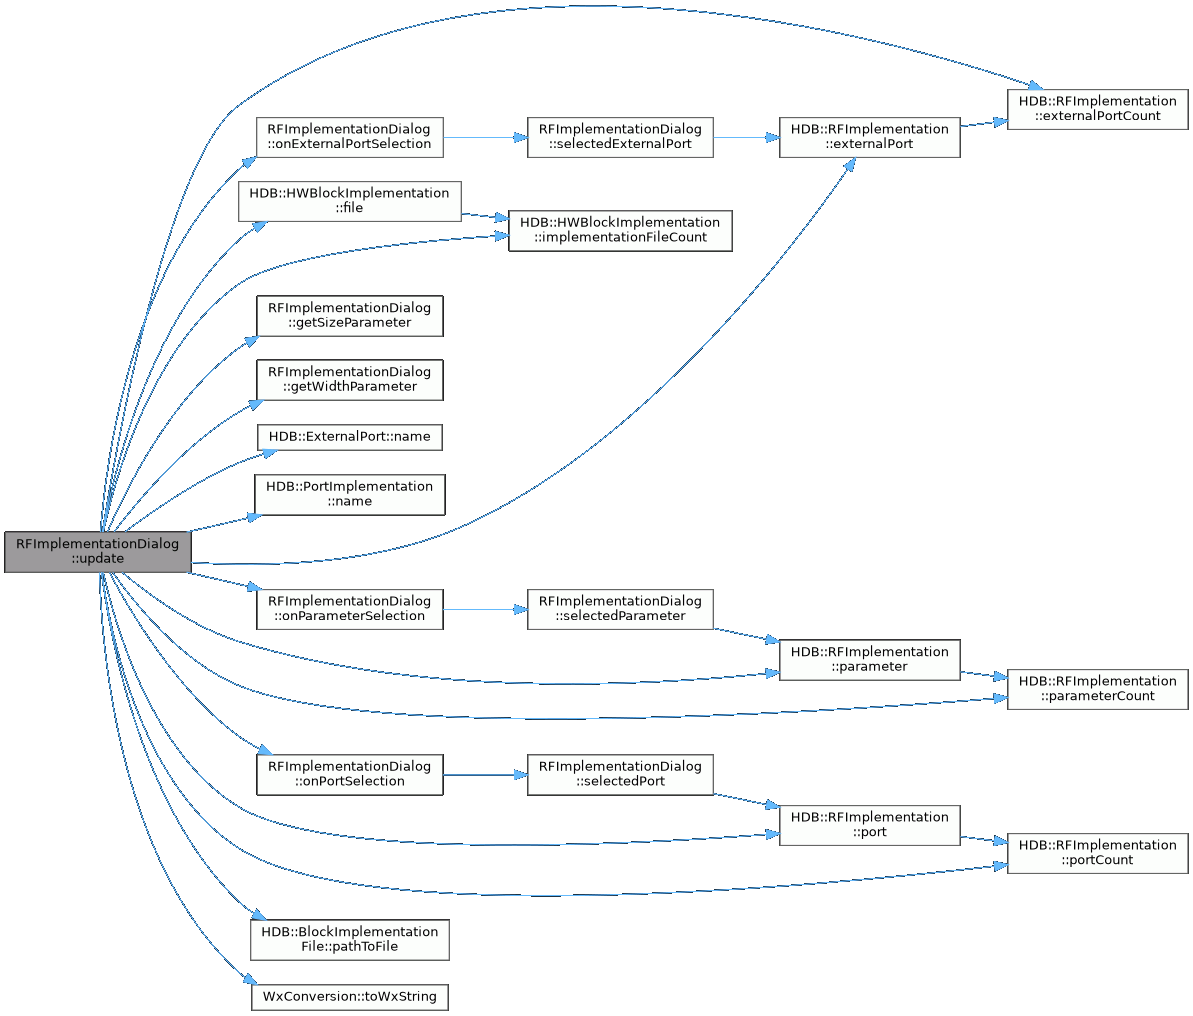 HDB::RFImplementation
::externalPortCount
RFImplementationDialog
::onExternalPortSelection
RFImplementationDialog
::selectedExternalPort
HDB::RFImplementation
::externalPort
HDB::HWBlockImplementation
::file
HDB::HWBlockImplementation
::implementationFileCount
RFImplementationDialog
::getSizeParameter
RFImplementationDialog
::getWidthParameter
HDB::ExternalPort::name
HDB::PortImplementation
::name
RFImplementationDialog
::update
RFImplementationDialog
::onParameterSelection
RFImplementationDialog
::selectedParameter
HDB::RFImplementation
::parameter
HDB::RFImplementation
::parameterCount
RFImplementationDialog
::onPortSelection
RFImplementationDialog
::selectedPort
HDB::RFImplementation
::port
HDB::RFImplementation
::portCount
HDB::BlockImplementation
File::pathToFile
WxConversion::toWxString